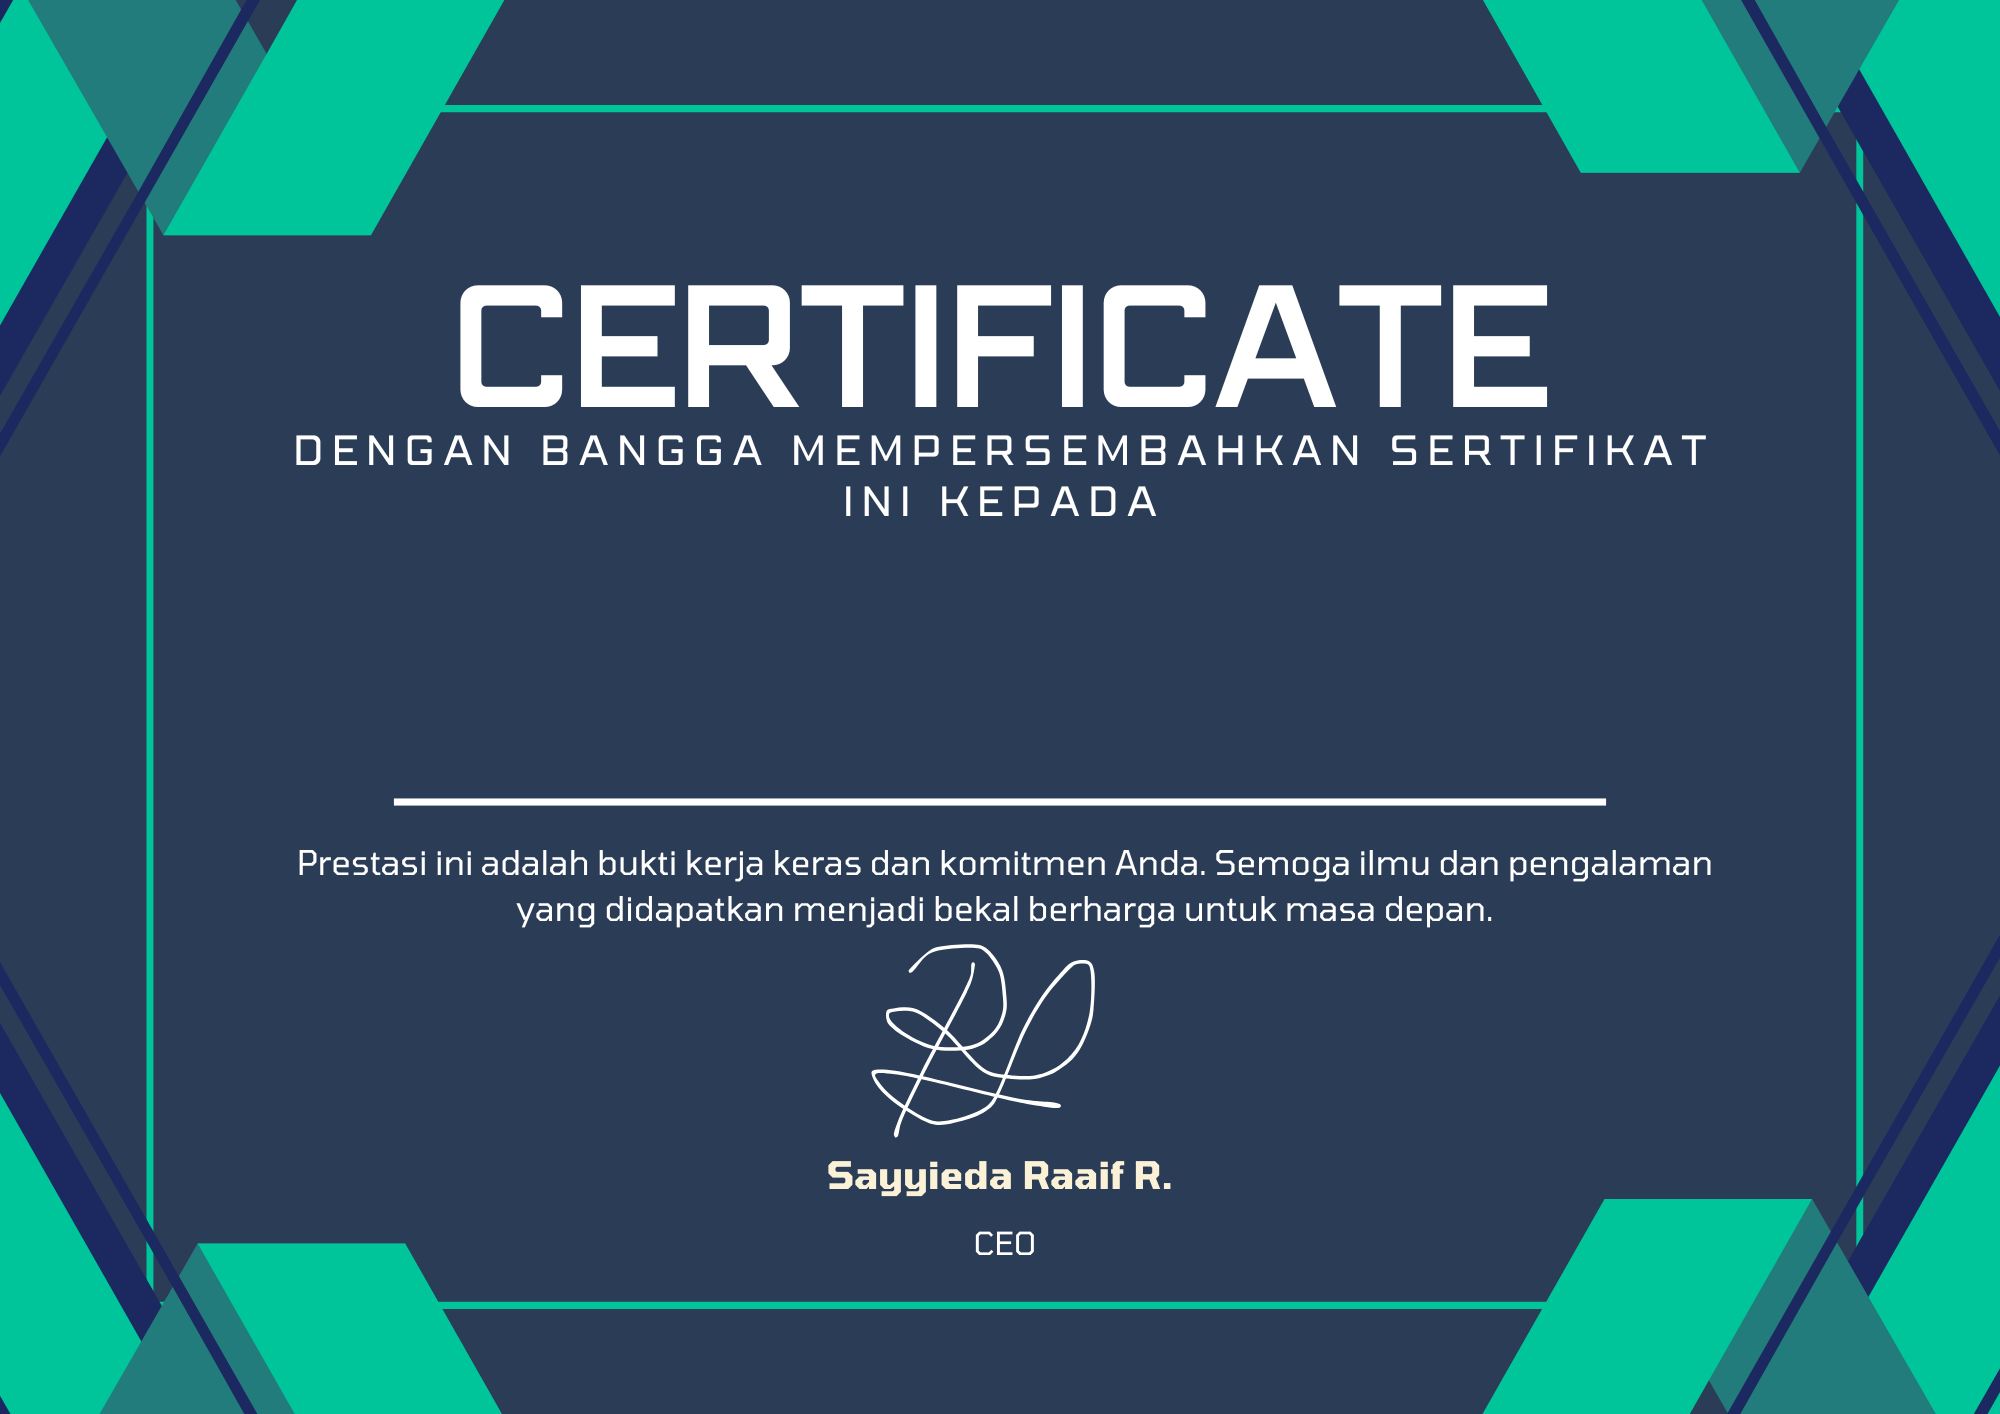 CERTIFICATE
DENGAN BANGGA MEMPERSEMBAHKAN SERTIFIKAT
INI KEPADA
Prestasi ini adalah bukti kerja keras dan komitmen Anda. Semoga ilmu dan pengalaman
yang didapatkan menjadi bekal berharga untuk masa depan.
Sayyieda Raaif R.
CEO